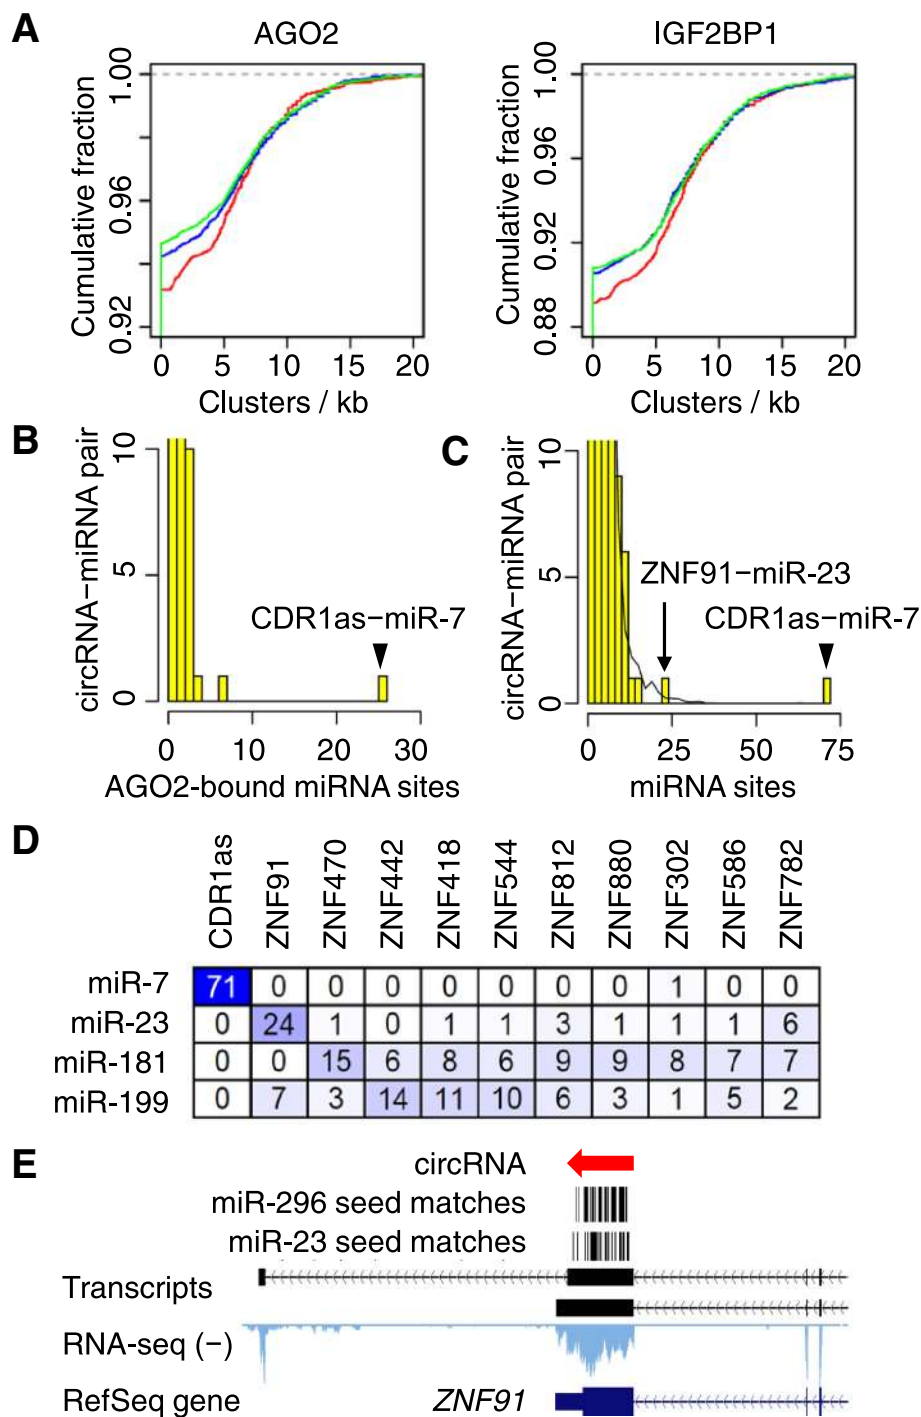 A
AGO2
IGF2BP1
Cumulative fraction
1.00
0.96
0.92
0 5 10 15 20
Clusters / kb
Cumulative fraction
1.00
0.96
0.92
0.88
0 5 10 15 20
Clusters / kb
B
circRNA−miRNA pair
10
5
0
CDR1as−miR-7
0 10 20 30
AGO2-bound miRNA sites
C
circRNA−miRNA pair
10
5
0
ZNF91−miR-23
CDR1as−miR-7
0 25 50 75
miRNA sites
D
CDR1as ZNF91 ZNF470 ZNF442 ZNF418 ZNF544 ZNF812 ZNF880 ZNF302 ZNF586 ZNF782
miR-7 71 0 0 0 0 0 0 0 1 0 0
miR-23 0 24 1 0 1 1 3 1 1 1 6
miR-181 0 0 15 6 8 6 9 9 8 7 7
miR-199 0 7 3 14 11 10 6 3 1 5 2
E
circRNA
miR-296 seed matches
miR-23 seed matches
Transcripts
RNA-seq (−)
RefSeq gene ZNF91